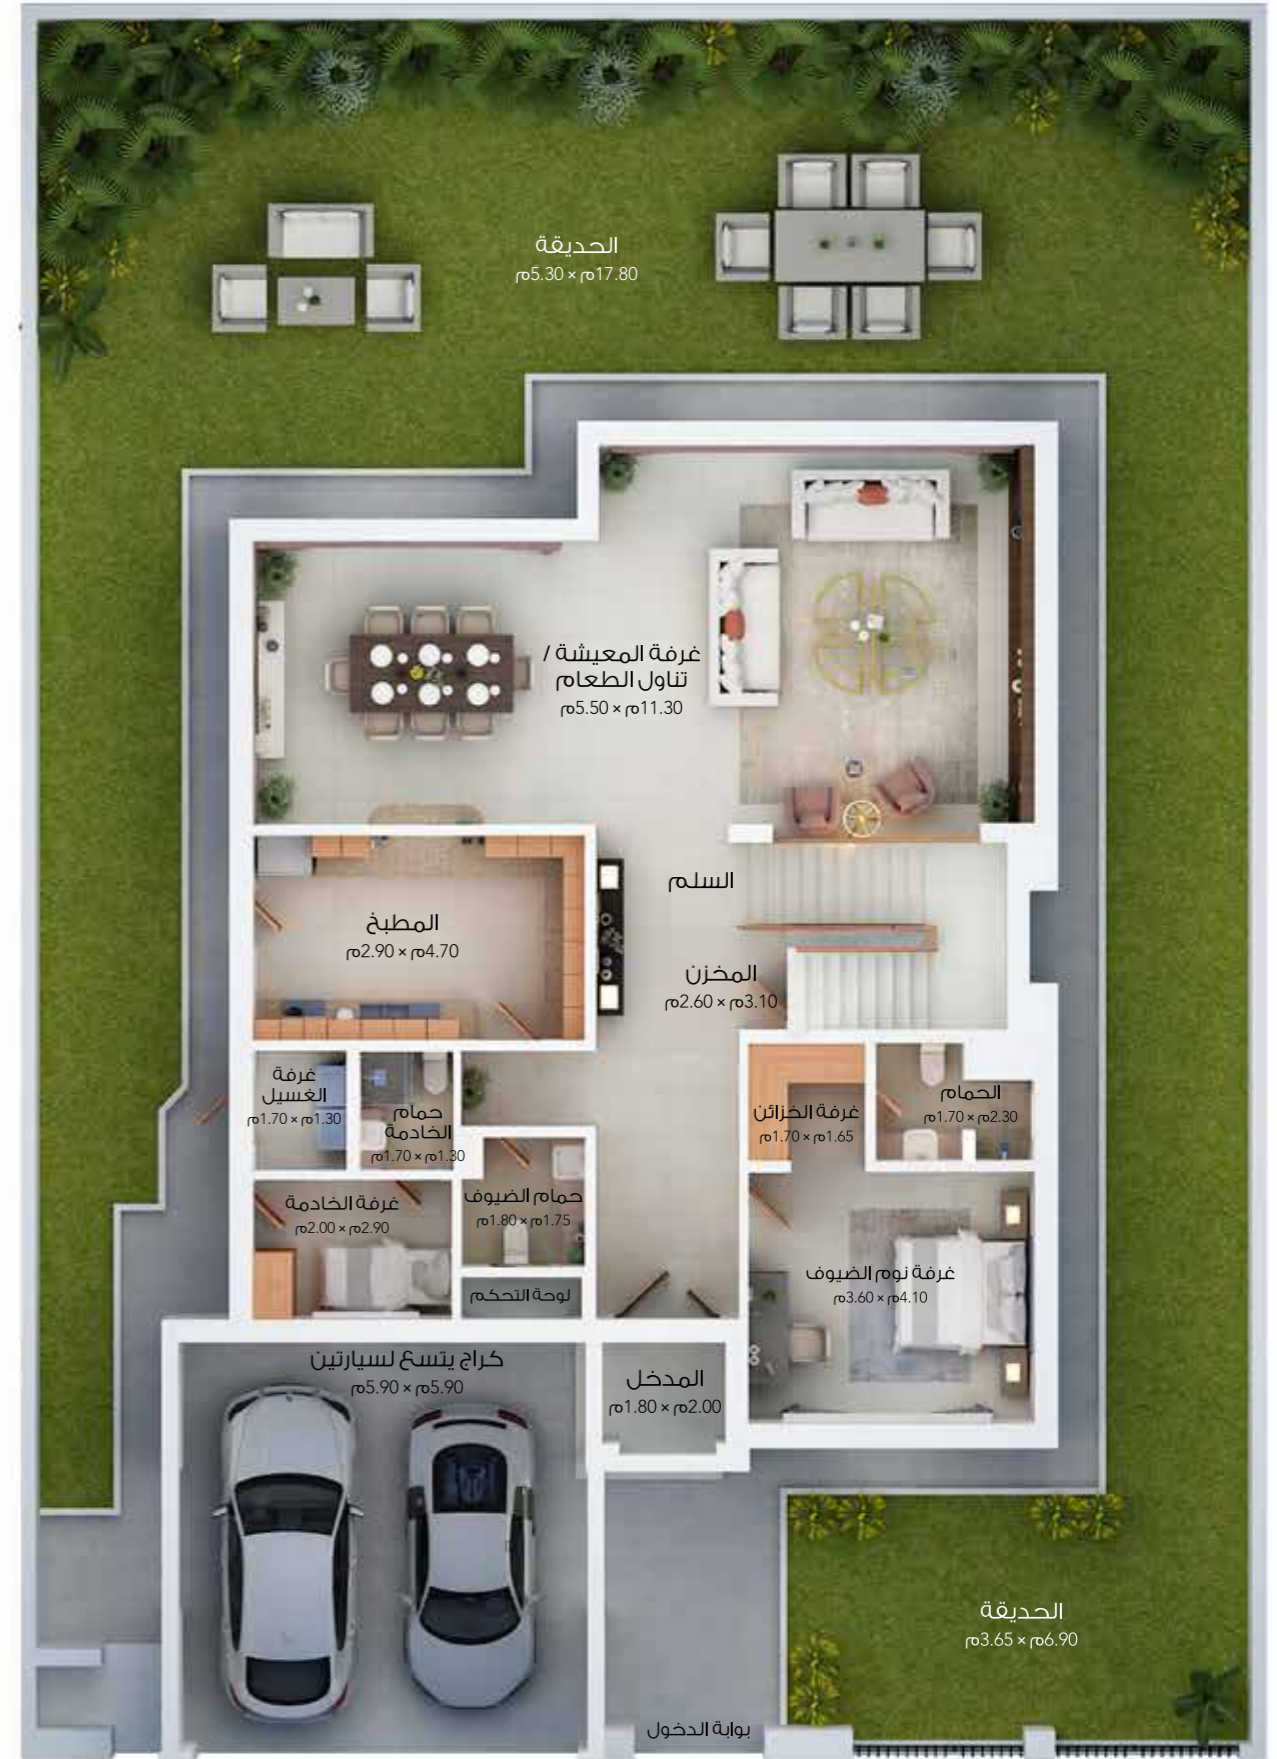 الحديقة
5.30م × 17.80م
غرفة المعيشة /
تناول الطعام
5.50م × 11.30م
السلم
المطبخ
2.90م × 4.70م
المخزن
2.60م × 3.10م
غرفة
الغسيل
1.70م × 1.30م
حمام
الخادمة
1.70م × 1.30م
غرفة الخزائن
1.70م × 1.65م
الحمام
1.70م × 2.30م
غرفة الخادمة
2.00م × 2.90م
حمام الضيوف
1.80م × 1.75م
لوحة التحكم
غرفة نوم الضيوف
3.60م × 4.10م
كراج يتسع لسيارتين
5.90م × 5.90م
المدخل
1.80م × 2.00م
الحديقة
3.65م × 6.90م
بوابة الدخول